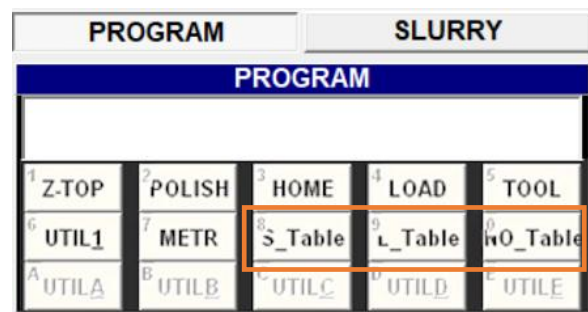 PROGRAM SLURRY
PROGRAM
1 Z-TOP 2 POLISH 3 HOME 4 LOAD 5 TOOL
6 UTIL1 7 METR 8 S_Table 9 L_Table 0 NO_Table
A UTILA B UTILB C UTILC D UTILD E UTILE